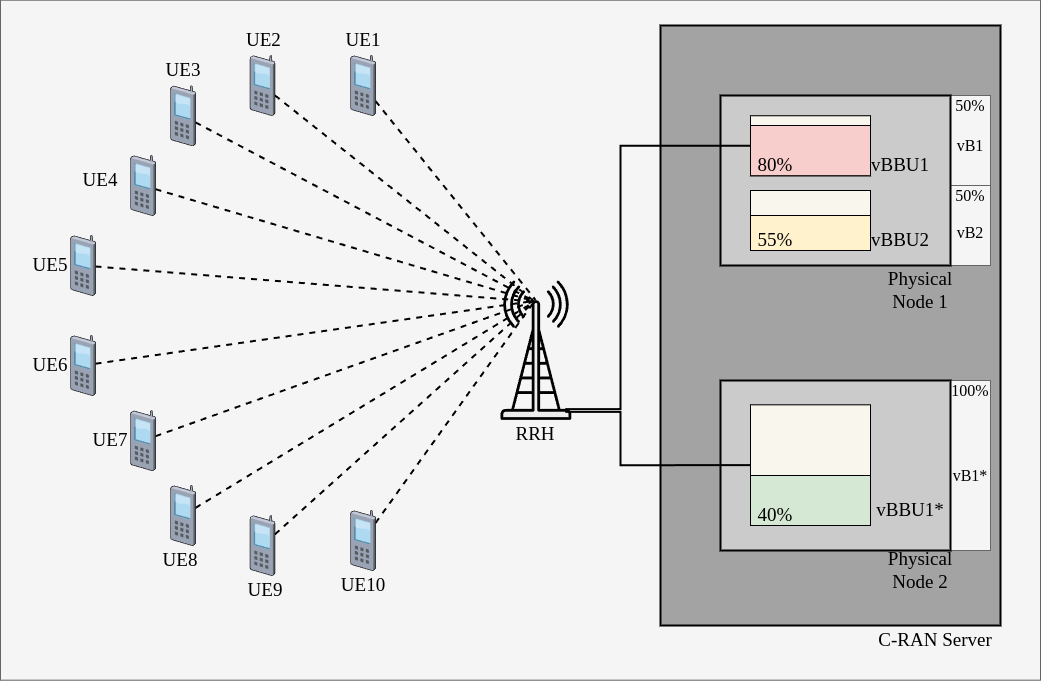 UE2
UE1
UE3
UE4
UE5
UE6
UE7
UE8
UE9
UE10
RRH
50%
80%
vBBU1
vB1
50%
55%
vBBU2
vB2
Physical
Node 1
100%
40%
vBBU1*
vB1*
Physical
Node 2
C-RAN Server